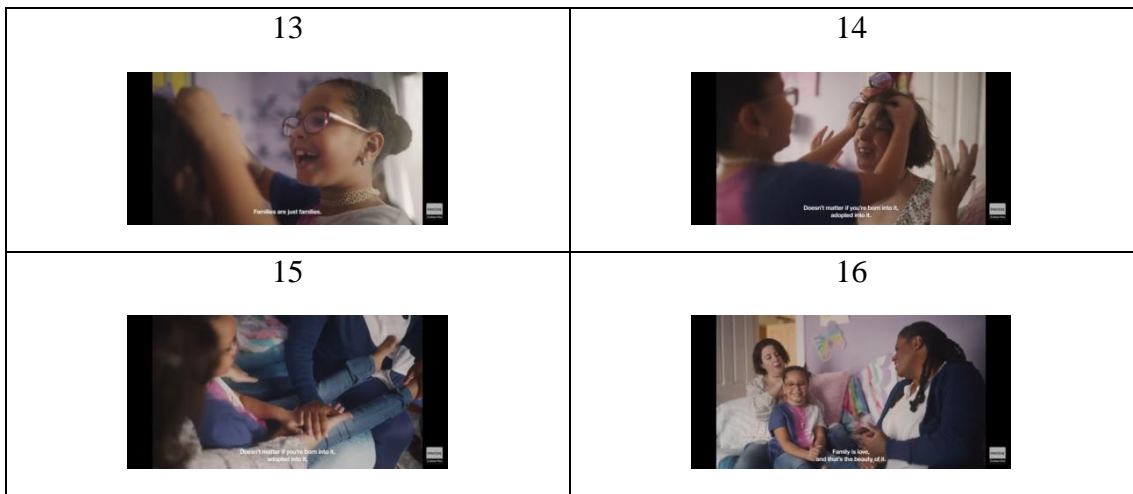 13
14
Families are just families.
Doesn't matter if you're born into it,
adopted into it.
15
16
Doesn't matter if you're born into it,
adopted into it.
Family is love,
and that's the beauty of it.